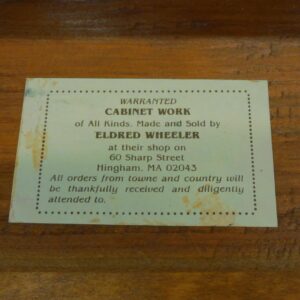 WARRANTED
CABINET WORK
of All Kinds, Made and Sold by
ELDRED WHEELER
at their shop on
60 Sharp Street
Hingham, MA 02043
All orders from towne and country will
be thankfully received and diligently
attended to.